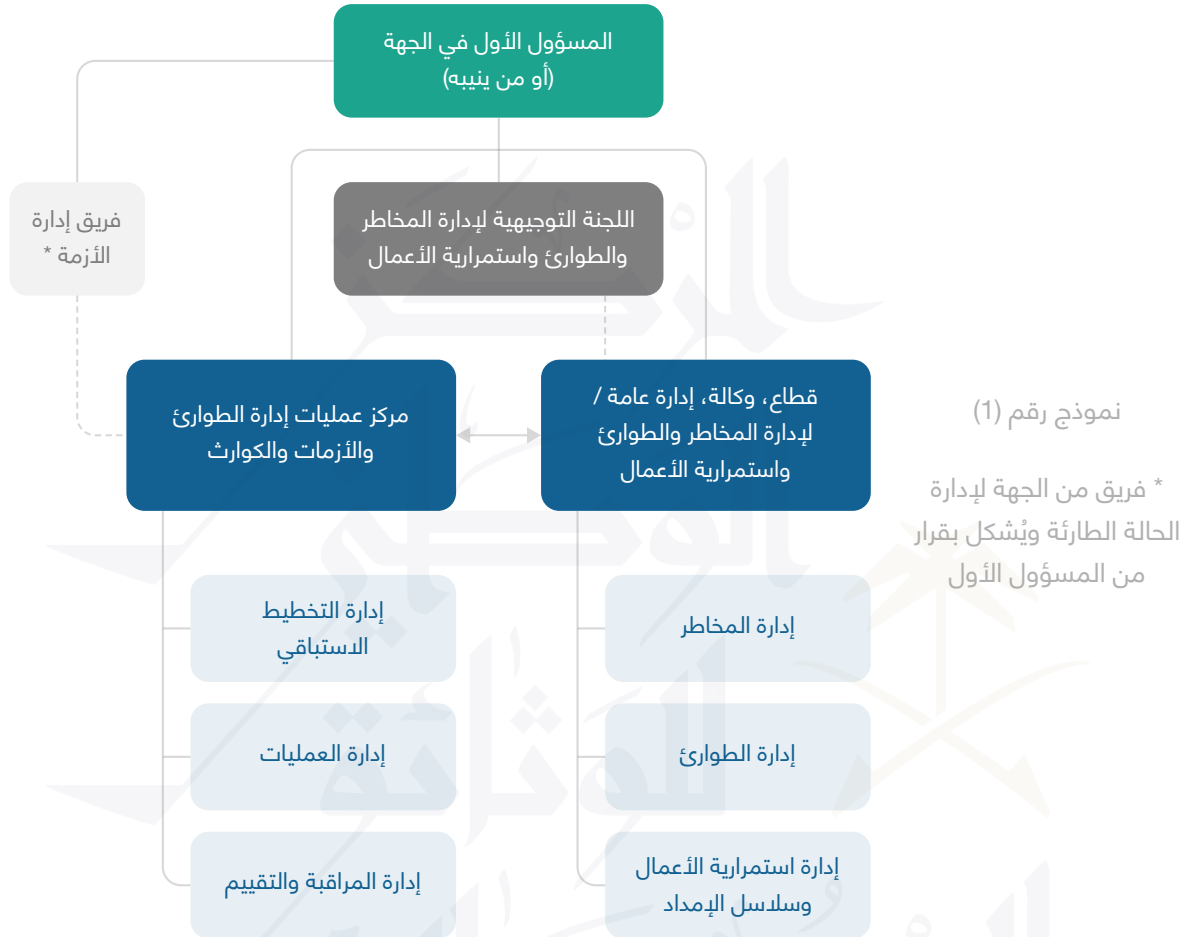 المسؤول الأول في الجهة
(أو من ينيبه)
اللجنة التوجيهية لإدارة المخاطر
والطوارئ واستمرارية الأعمال
فريق إدارة
الأزمة *
قطاع، وكالة، إدارة عامة /
لإدارة المخاطر والطوارئ
واستمرارية الأعمال
مركز عمليات إدارة الطوارئ
والأزمات والكوارث
نموذج رقم (1)
* فريق من الجهة لإدارة
الحالة الطارئة ويُشكل بقرار
من المسؤول الأول
إدارة المخاطر
إدارة الطوارئ
إدارة استمرارية الأعمال
وسلاسل الإمداد
إدارة التخطيط
الاستباقي
إدارة العمليات
إدارة المراقبة والتقييم
المركز
الوطني
للوثائق